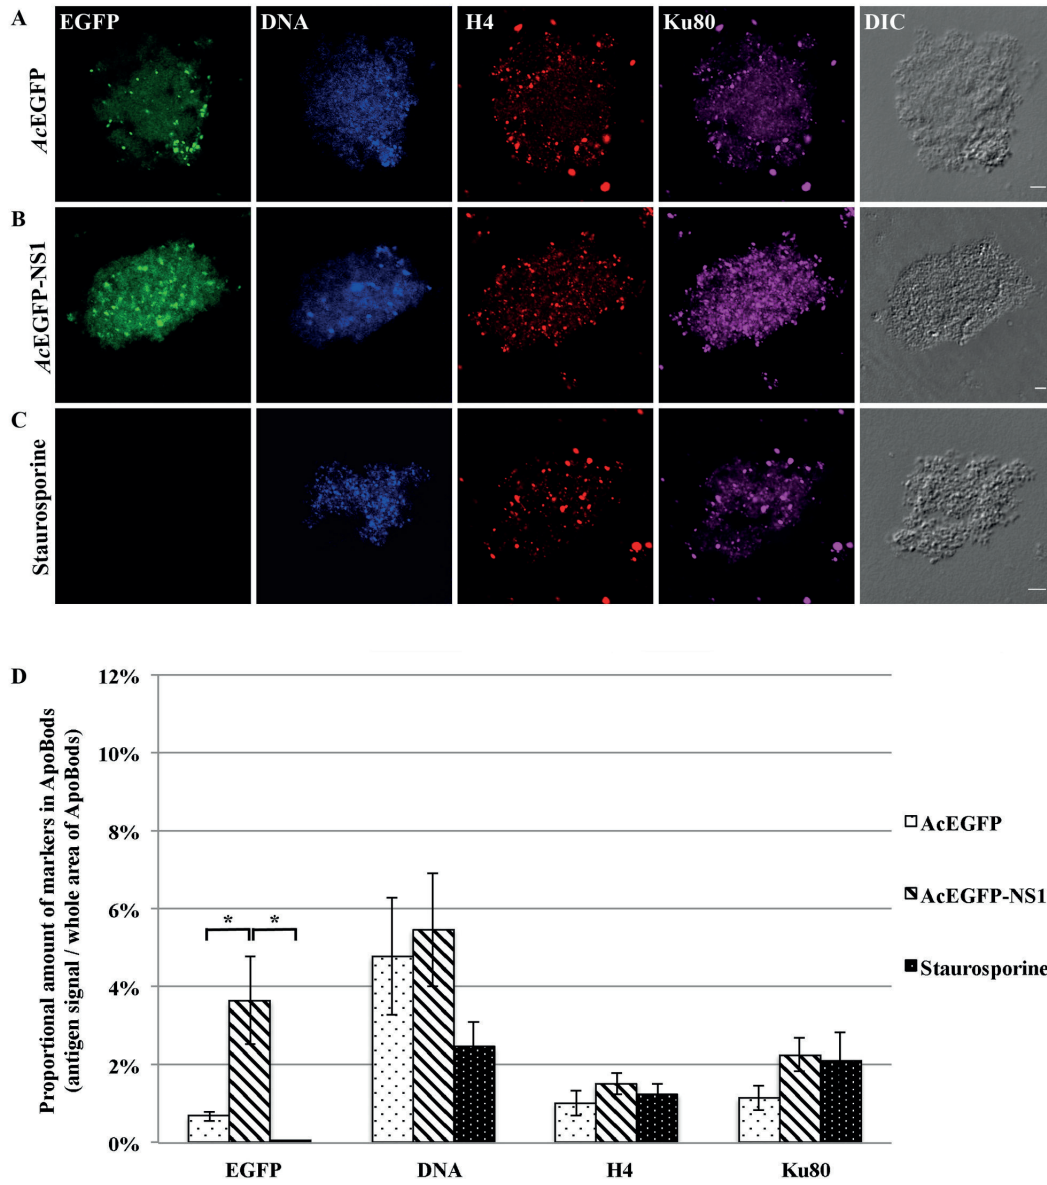 A
EGFP
DNA
H4
Ku80
DIC
AcEGFP
B
AcEGFP-NS1
C
Staurosporine
D
Proportional amount of markers in ApoBods
(antigen signal / whole area of ApoBods)
12%
10%
8%
6%
4%
2%
0%
* *
EGFP
DNA
H4
Ku80
AcEGFP
AcEGFP-NS1
Staurosporine